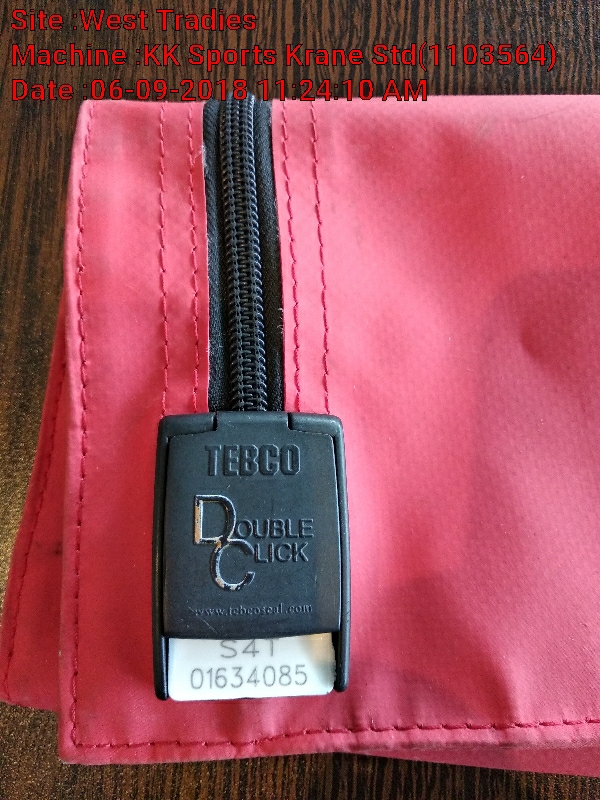 Site :West Tradies
Machine :KK Sports Krane Std(1103564)
Date :06-09-2018 11:24:10 AM
TEBCO
DOUBLE
CLICK
www.tebcoseal.com
S4T
01634085